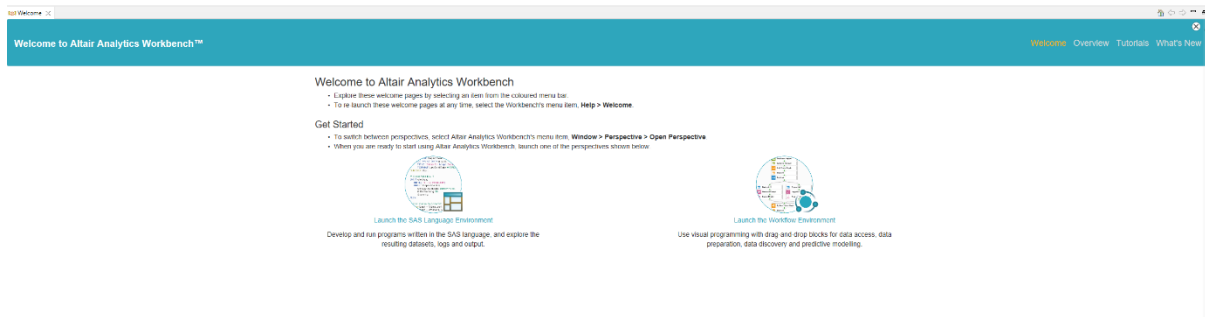 Welcome
Welcome to Altair Analytics Workbench™
Welcome Overview Tutorials What's New
Welcome to Altair Analytics Workbench
• Explore these welcome pages by selecting an item from the coloured menu bar.
• To re-launch these welcome pages at any time, select the Workbench's menu item, Help > Welcome.
Get Started
• To switch between perspectives, select Altair Analytics Workbench's menu item, Window > Perspective > Open Perspective
• When you are ready to start using Altair Analytics Workbench, launch one of the perspectives shown below.
Launch the SAS Language Environment
Develop and run programs written in the SAS language, and explore the
resulting datasets, logs and output.
Launch the Workflow Environment
Use visual programming with drag-and-drop blocks for data access, data
preparation, data discovery and predictive modelling.